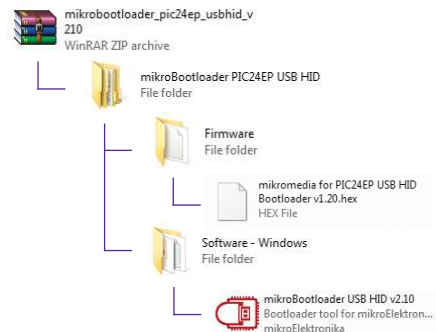 mikrobootloader_pic24ep_usbhid_v
210
WinRAR ZIP archive
mikroBootloader PIC24EP USB HID
File folder
Firmware
File folder
mikromedia for PIC24EP USB HID
Bootloader v1.20.hex
HEX File
Software - Windows
File folder
mikroBootloader USB HID v2.10
Bootloader tool for mikroElektron...
mikroElektronika